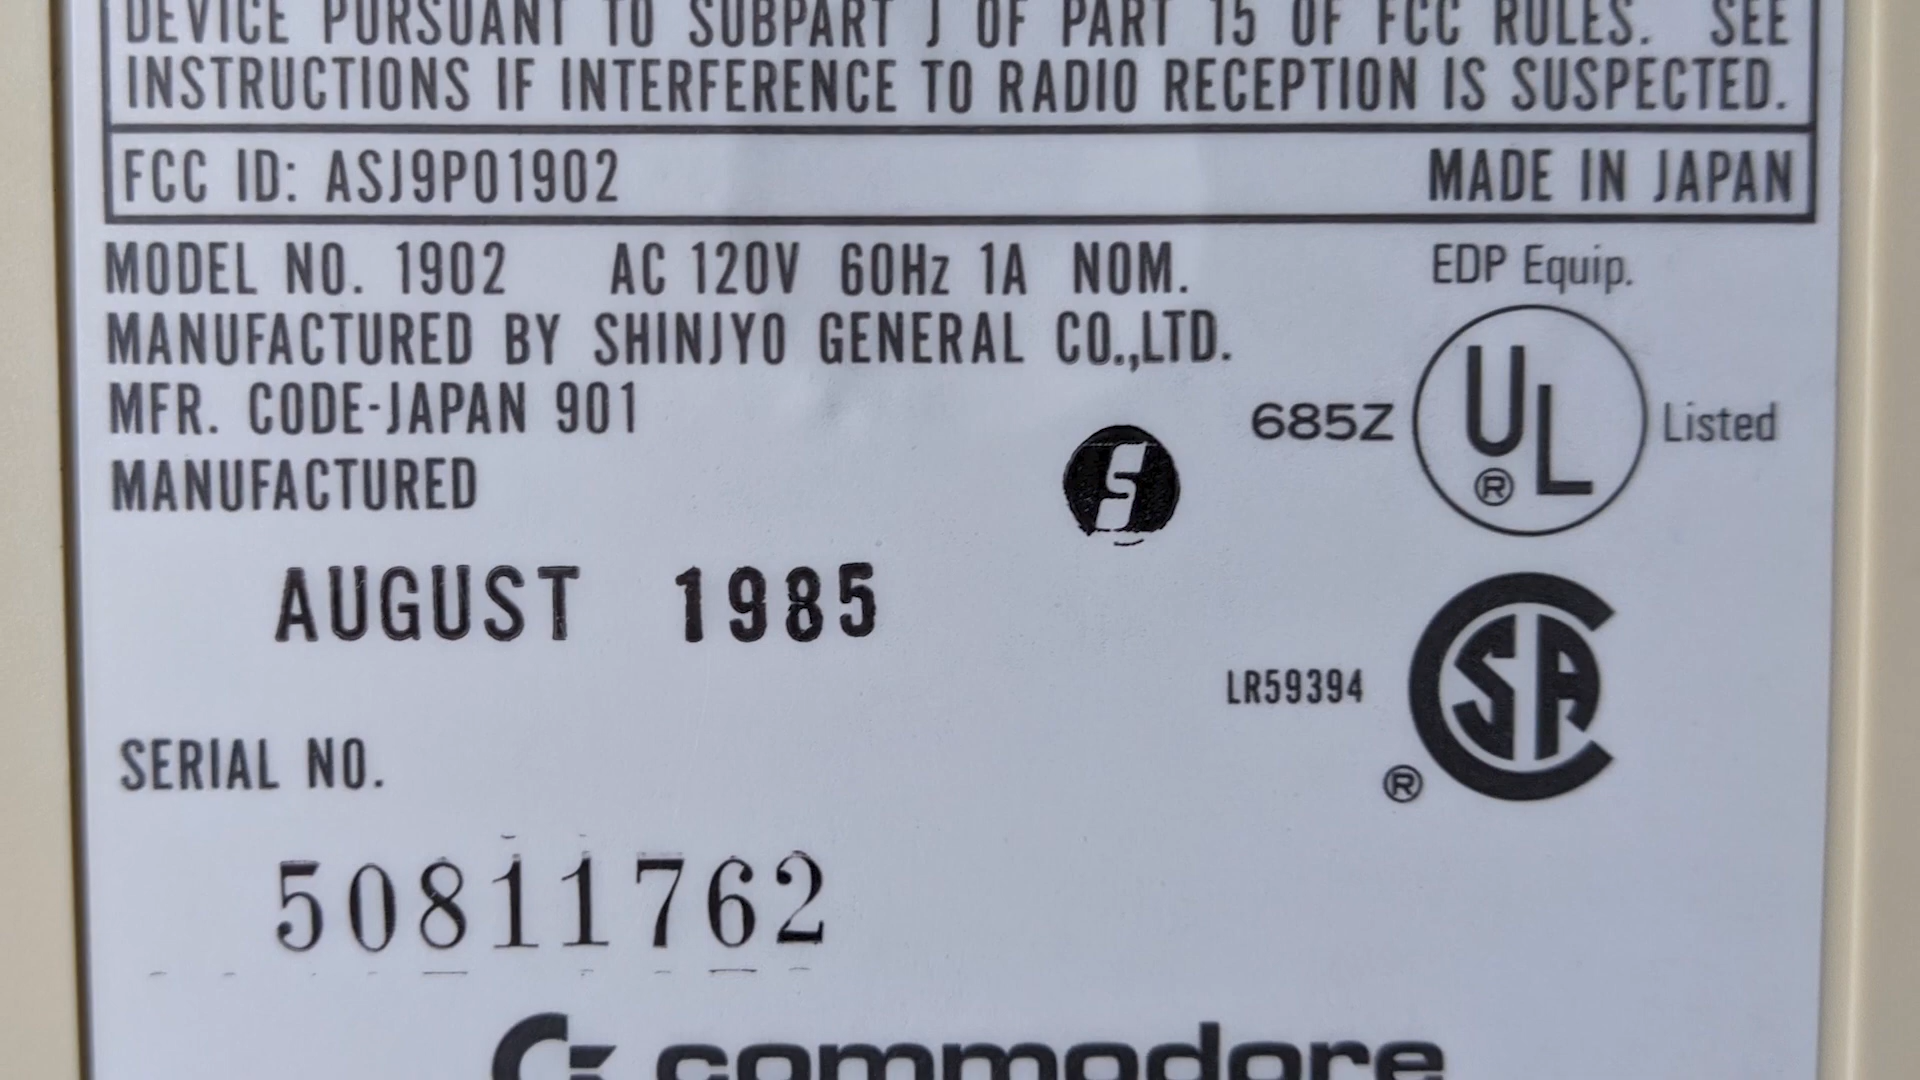 DEVICE PURSUANT TO SUBPART J OF PART 15 OF FCC RULES. SEE
INSTRUCTIONS IF INTERFERENCE TO RADIO RECEPTION IS SUSPECTED.
FCC ID: ASJ9P01902 MADE IN JAPAN
MODEL NO. 1902 AC 120V 60Hz 1A NOM.
EDP Equip.
MANUFACTURED BY SHINJYO GENERAL CO.,LTD.
MFR. CODE-JAPAN 901
685Z UL ® Listed
MANUFACTURED
S
AUGUST 1985
LR59394 CSA ®
SERIAL NO.
50811762
commodore